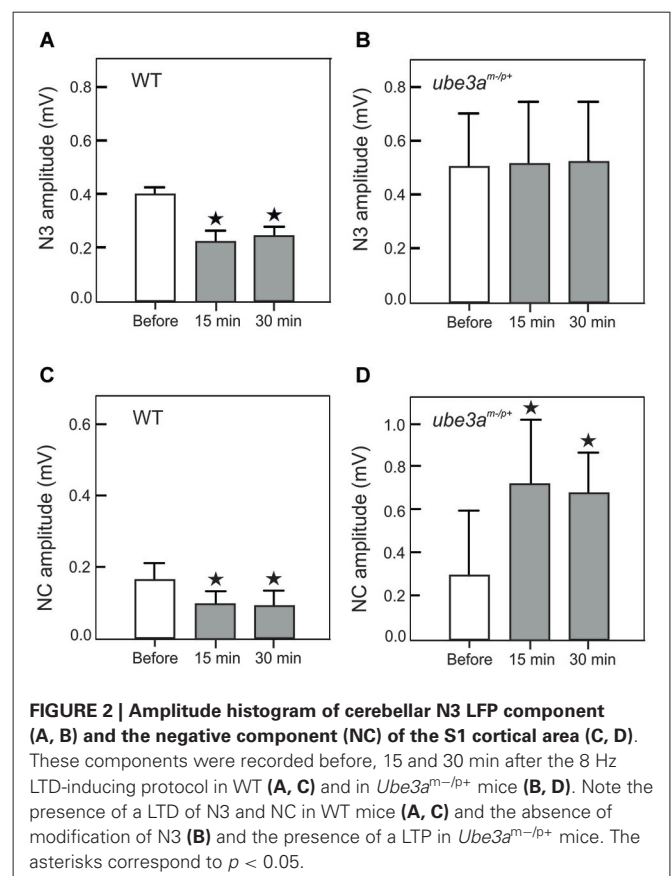 A
WT
N3 amplitude (mV)
0.8
0.6
0.4
0.2
0.0
Before 15 min 30 min
★ ★
B
ube3a^m-/p+
N3 amplitude (mV)
0.8
0.6
0.4
0.2
0.0
Before 15 min 30 min
C
WT
NC amplitude (mV)
0.6
0.4
0.2
0.0
Before 15 min 30 min
★ ★
D
ube3a^m-/p+
NC amplitude (mV)
1.0
0.8
0.6
0.4
0.2
0.0
Before 15 min 30 min
★ ★
FIGURE 2 | Amplitude histogram of cerebellar N3 LFP component
(A, B) and the negative component (NC) of the S1 cortical area (C, D).
These components were recorded before, 15 and 30 min after the 8 Hz
LTD-inducing protocol in WT (A, C) and in Ube3a^m−/p+ mice (B, D). Note the
presence of a LTD of N3 and NC in WT mice (A, C) and the absence of
modification of N3 (B) and the presence of a LTP in Ube3a^m−/p+ mice. The
asterisks correspond to p < 0.05.